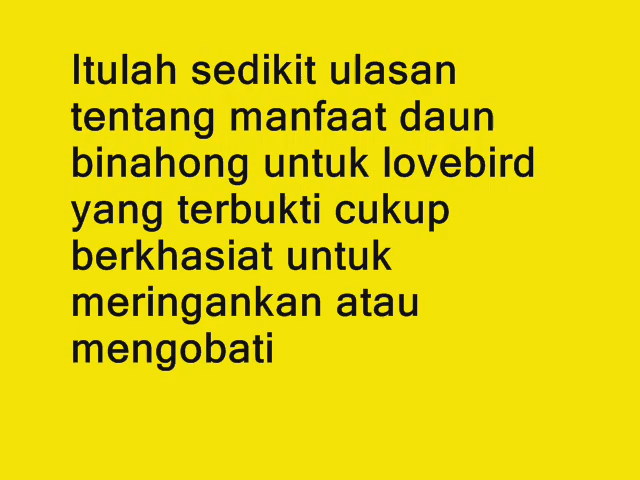 Itulah sedikit ulasan
tentang manfaat daun
binahong untuk lovebird
yang terbukti cukup
berkhasiat untuk
meringankan atau
mengobati